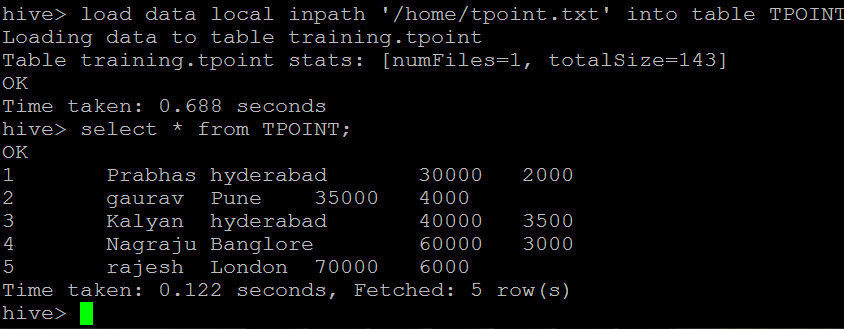 hive> load data local inpath '/home/tpoint.txt' into table TPOINT
Loading data to table training.tpoint
Table training.tpoint stats: [numFiles=1, totalSize=143]
OK
Time taken: 0.688 seconds
hive> select * from TPOINT;
OK
1 Prabhas hyderabad 30000 2000
2 gaurav Pune 35000 4000
3 Kalyan hyderabad 40000 3500
4 Nagraju Banglore 60000 3000
5 rajesh London 70000 6000
Time taken: 0.122 seconds, Fetched: 5 row(s)
hive>